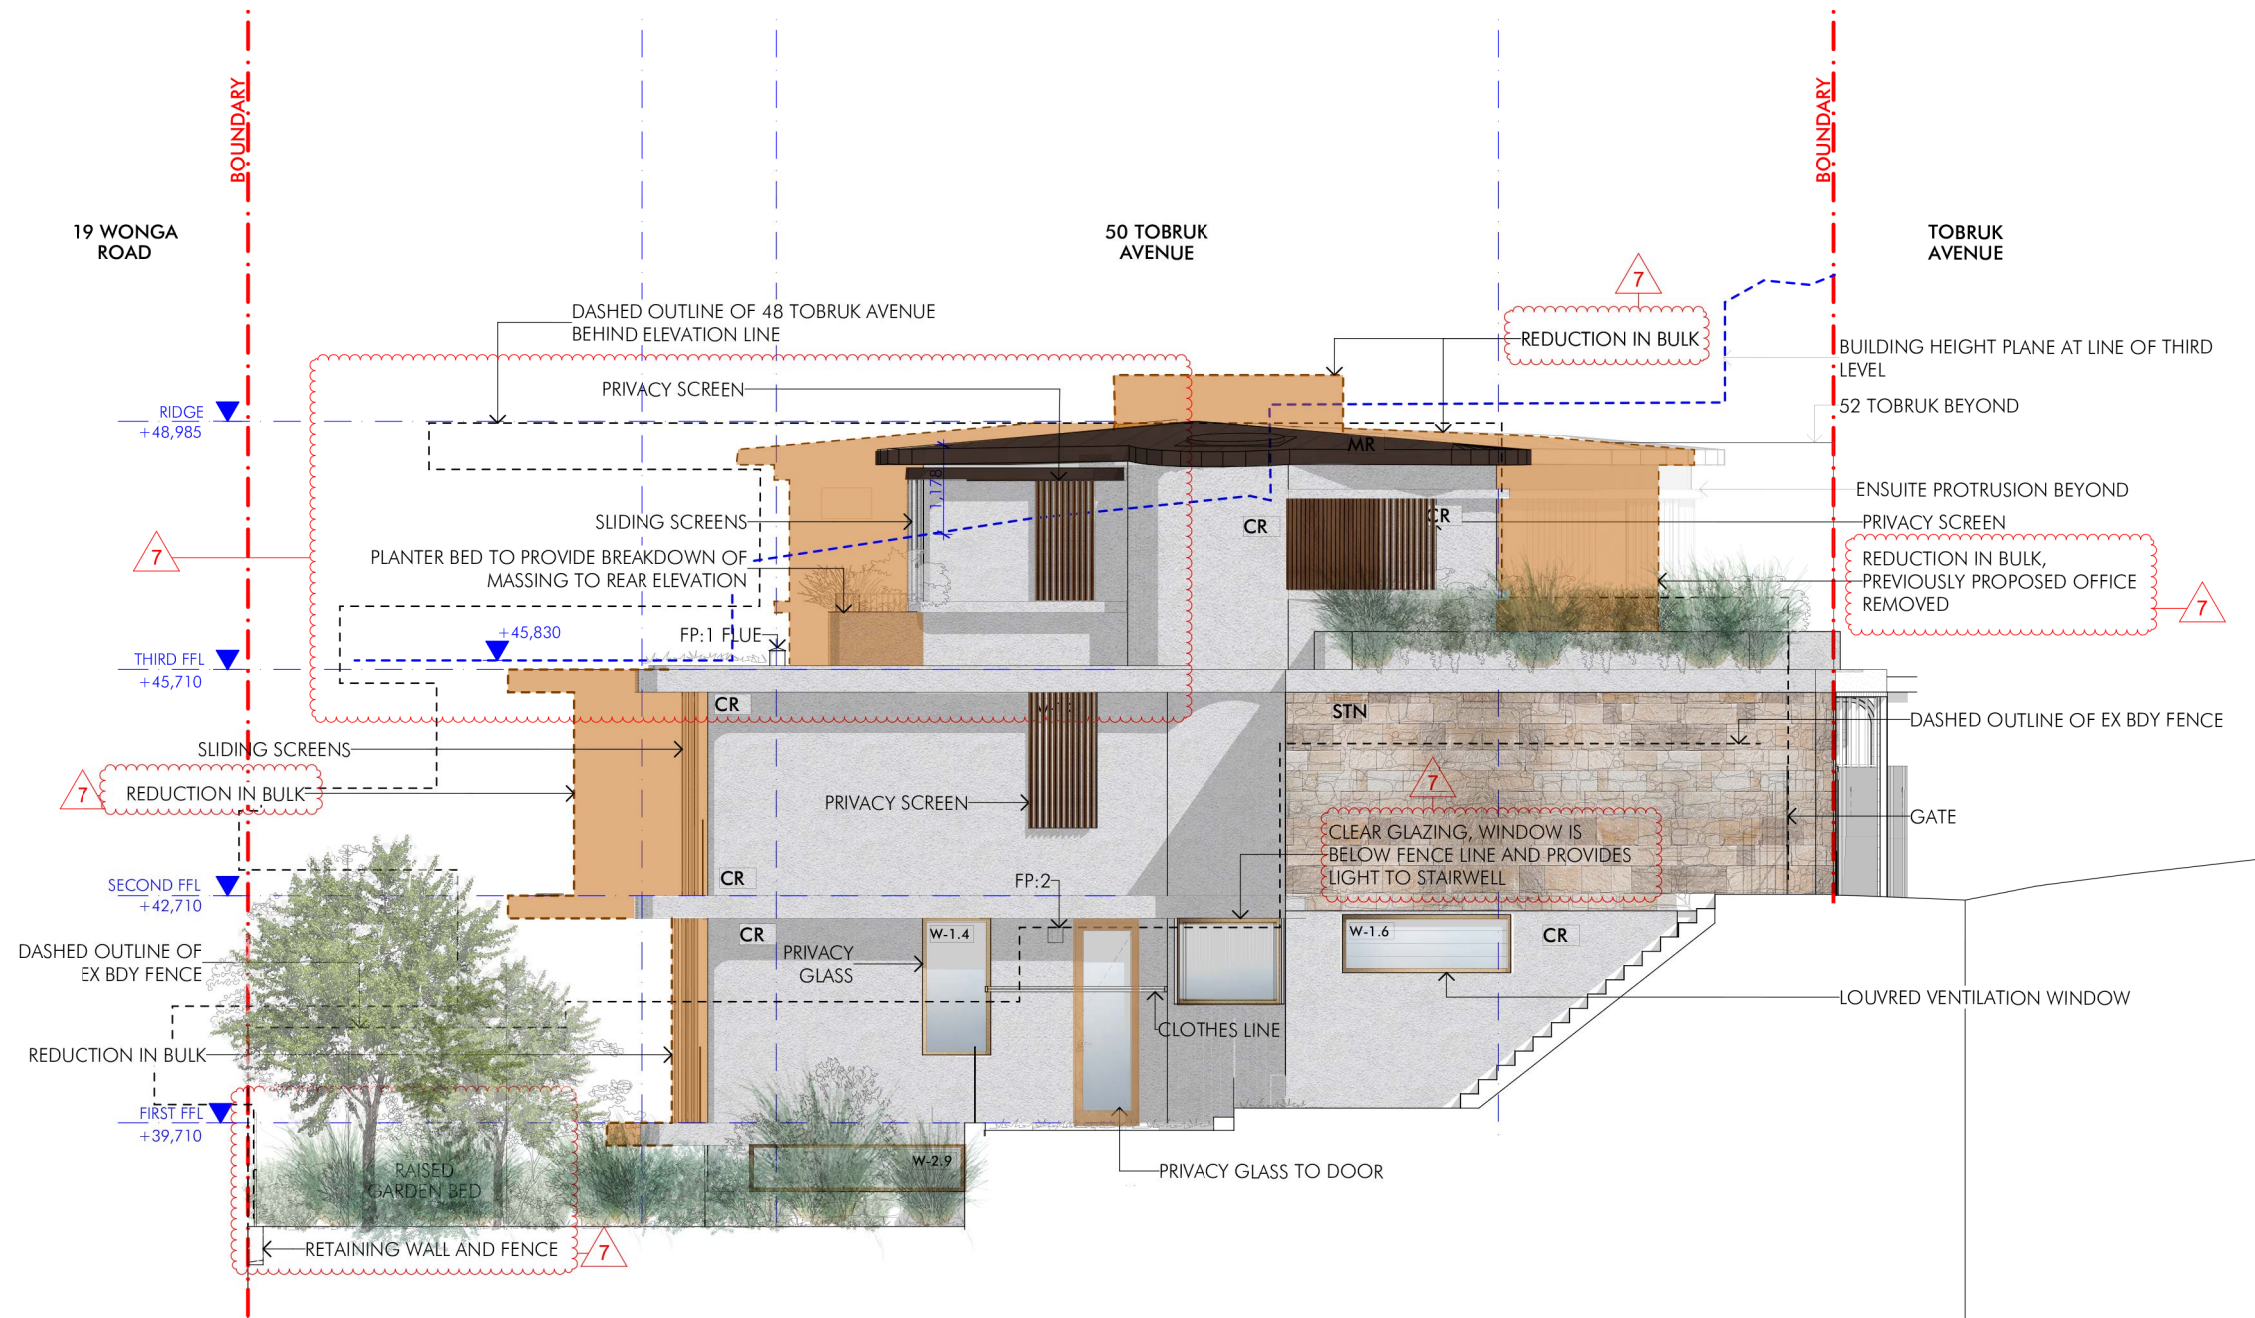 BOUNDARY
BOUNDARY
19 WONGA
ROAD
50 TOBRUK
AVENUE
TOBRUK
AVENUE
7
DASHED OUTLINE OF 48 TOBRUK AVENUE
BEHIND ELEVATION LINE
REDUCTION IN BULK
BUILDING HEIGHT PLANE AT LINE OF THIRD
LEVEL
PRIVACY SCREEN
52 TOBRUK BEYOND
RIDGE
+48,985
MR
1,178
ENSUITE PROTRUSION BEYOND
SLIDING SCREENS
CR
CR
PRIVACY SCREEN
7
PLANTER BED TO PROVIDE BREAKDOWN OF
MASSING TO REAR ELEVATION
REDUCTION IN BULK,
PREVIOUSLY PROPOSED OFFICE
REMOVED
7
+45,830
FP:1 FLUE
THIRD FFL
+45,710
CR
STN
DASHED OUTLINE OF EX BDY FENCE
SLIDING SCREENS
7
REDUCTION IN BULK
PRIVACY SCREEN
7
CLEAR GLAZING, WINDOW IS
BELOW FENCE LINE AND PROVIDES
LIGHT TO STAIRWELL
GATE
SECOND FFL
+42,710
CR
FP:2
CR
W-1.4
W-1.6
CR
DASHED OUTLINE OF
EX BDY FENCE
PRIVACY
GLASS
LOUVRED VENTILATION WINDOW
CLOTHES LINE
REDUCTION IN BULK
FIRST FFL
+39,710
W-2.9
RAISED
GARDEN BED
PRIVACY GLASS TO DOOR
RETAINING WALL AND FENCE
7